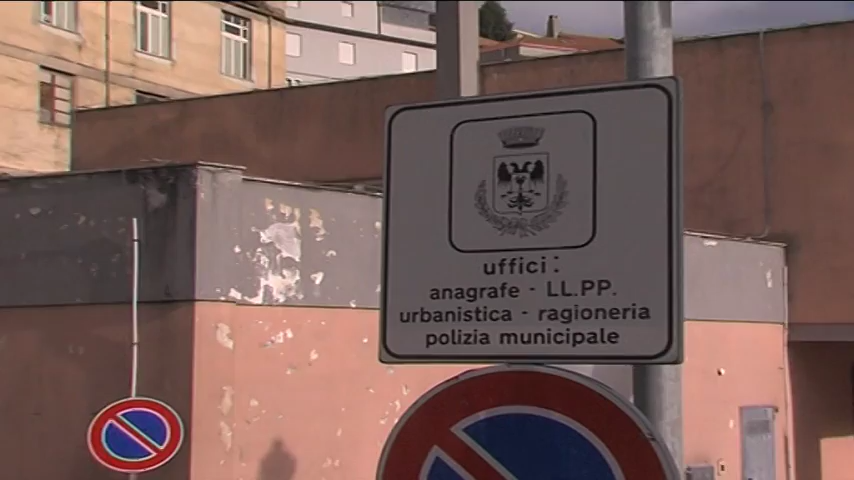 uffici:
anagrafe - LL.PP.
urbanistica - ragioneria
polizia municipale